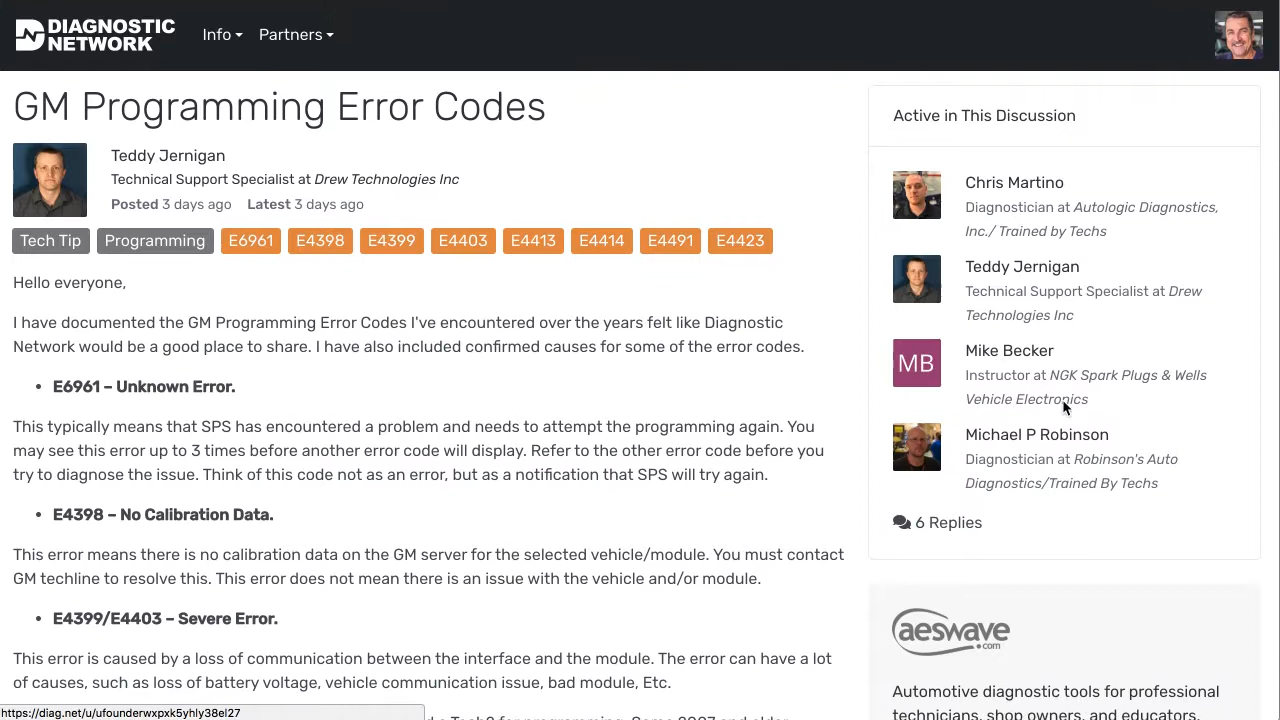 DIAGNOSTIC
NETWORK
Info
Partners
GM Programming Error Codes
Teddy Jernigan
Technical Support Specialist at Drew Technologies Inc
Posted 3 days ago Latest 3 days ago
Tech Tip Programming E6961 E4398 E4399 E4403 E4413 E4414 E4491 E4423
Hello everyone,
I have documented the GM Programming Error Codes I've encountered over the years felt like Diagnostic
Network would be a good place to share. I have also included confirmed causes for some of the error codes.
• E6961 – Unknown Error.
This typically means that SPS has encountered a problem and needs to attempt the programming again. You
may see this error up to 3 times before another error code will display. Refer to the other error code before you
try to diagnose the issue. Think of this code not as an error, but as a notification that SPS will try again.
• E4398 – No Calibration Data.
This error means there is no calibration data on the GM server for the selected vehicle/module. You must contact
GM techline to resolve this. This error does not mean there is an issue with the vehicle and/or module.
• E4399/E4403 – Severe Error.
This error is caused by a loss of communication between the interface and the module. The error can have a lot
of causes, such as loss of battery voltage, vehicle communication issue, bad module, Etc.
https://diag.net/u/ufounderwxpxk5yhly38el27
Active in This Discussion
Chris Martino
Diagnostician at Autologic Diagnostics,
Inc./ Trained by Techs
Teddy Jernigan
Technical Support Specialist at Drew
Technologies Inc
MB
Mike Becker
Instructor at NGK Spark Plugs & Wells
Vehicle Electronics
Michael P Robinson
Diagnostician at Robinson's Auto
Diagnostics/Trained By Techs
6 Replies
aeswave
.com
Automotive diagnostic tools for professional
technicians, shop owners, and educators.